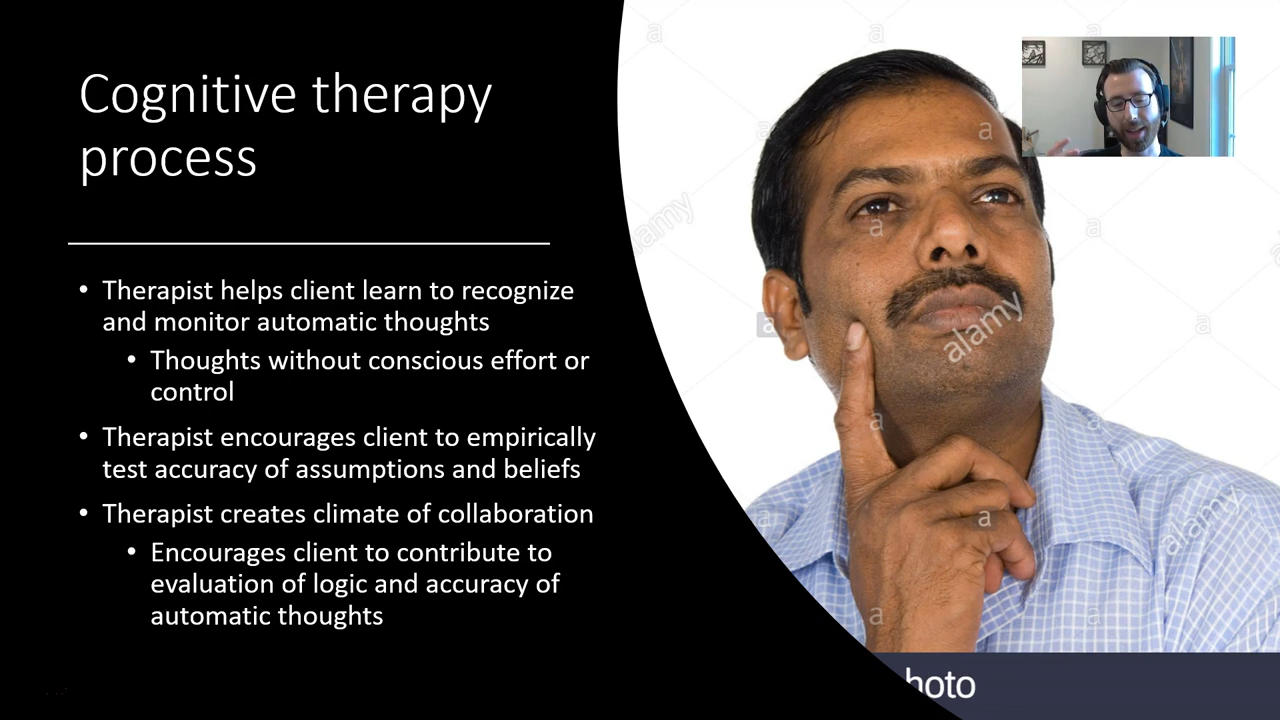 Cognitive therapy
process
• Therapist helps client learn to recognize
and monitor automatic thoughts
• Thoughts without conscious effort or
control
• Therapist encourages client to empirically
test accuracy of assumptions and beliefs
• Therapist creates climate of collaboration
• Encourages client to contribute to
evaluation of logic and accuracy of
automatic thoughts
a
a
a
a
alamy
a
a
a
a
alamy
a
a
a
a
alamy
a
a
hoto